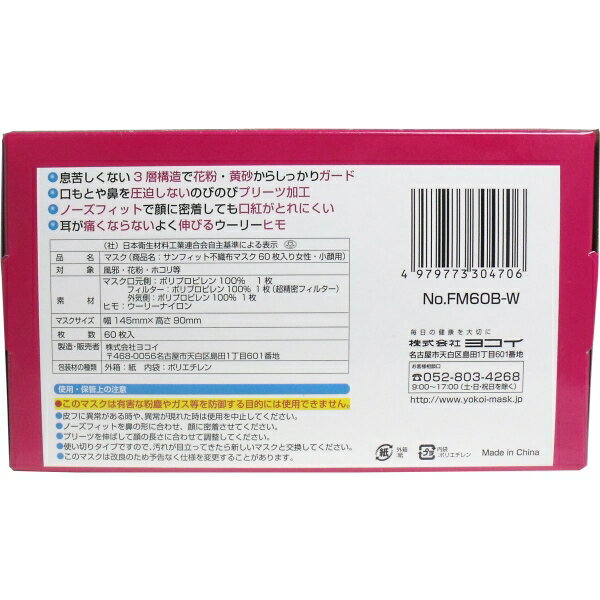 ●息苦しくない3層構造で花粉・黄砂からしっかりガード
●口もとや鼻を圧迫しないのびのびプリーツ加工
●ノーズフィットで顔に密着しても口紅がとれにくい
●耳が痛くならないよく伸びるウーリーヒモ
(社)日本衛生材料工業連合会自主基準による表示
品名 マスク(商品名:サンフィット不織布マスク 60枚入り女性・小顔用)
対象 風邪・花粉・ホコリ等
素材 マスク口元側:ポリプロピレン100% 1枚
フィルター:ポリプロピレン100% 1枚(超精密フィルター)
外気側:ポリプロピレン100% 1枚
ヒモ:ウーリーナイロン
マスクサイズ 幅145mm×高さ90mm
枚数 60枚入
製造・販売者 株式会社ヨコイ
〒468-0056名古屋市天白区島田1丁目601番地
包装材の種類 外箱:紙 内袋:ポリエチレン
使用・保管上の注意
●このマスクは有害な粉塵やガス等を防御する目的には使用できません。
●皮フに異常がある時や、異常が現れた時は使用を中止してください。
●ノーズフィットを鼻の形に合わせ、顔に密着させてください。
●プリーツを伸ばして顔の長さに合わせて調整してください。
●使い切りタイプですので、汚れが目立ってきたら新しいマスクと交換してください。
●このマスクは改良のため予告なく仕様を変更することがあります。
4 979773 304706
No.FM60B-W
毎日の健康を大切に
株式会社ヨコイ
名古屋市天白区島田1丁目601番地
お客様相談口
☎052-803-4268
9:00〜17:00(土・日・祝日を除く)
http://www.yokoi-mask.jp
紙 外箱 紙
プラ 内袋 ポリエチレン
Made in China